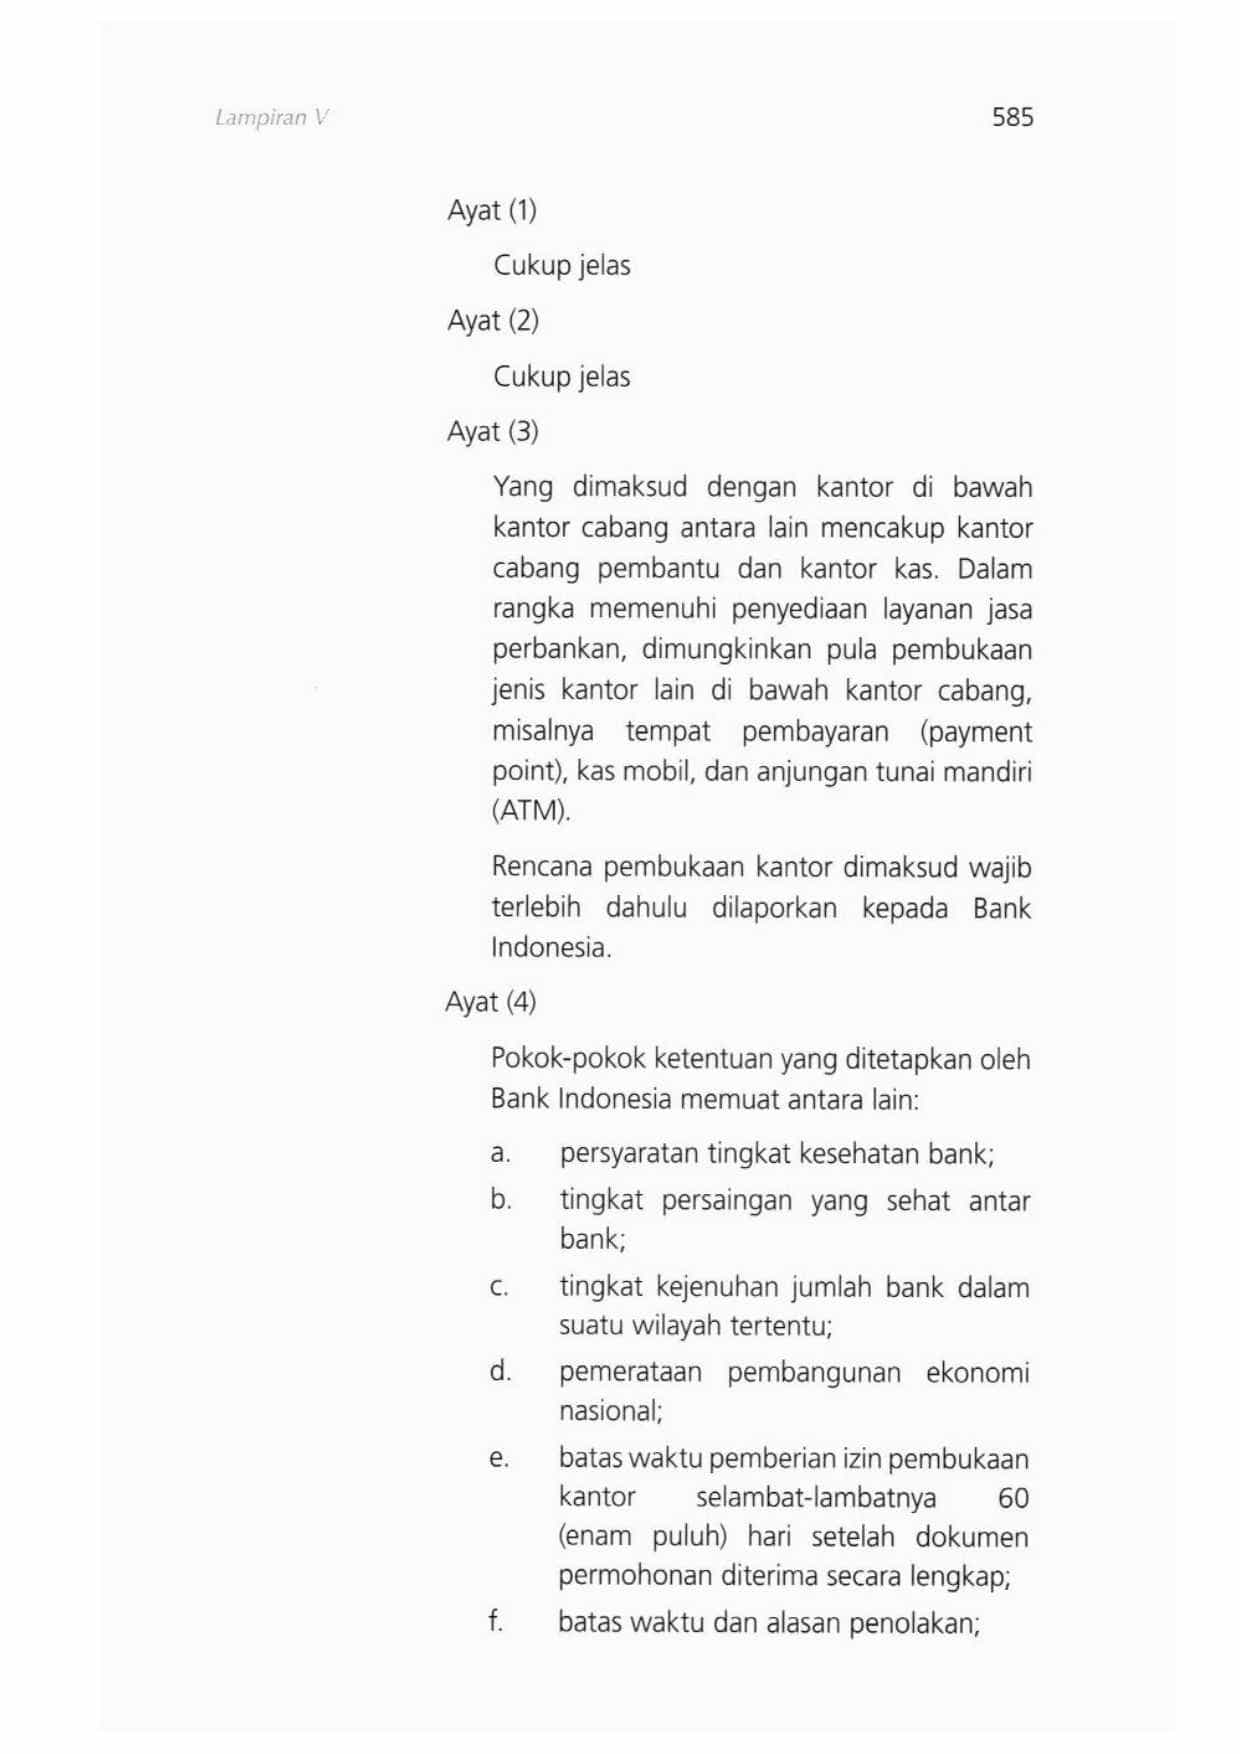 Lampiran V
585
Ayat (1)
Cukup jelas
Ayat (2)
Cukup jelas
Ayat (3)
Yang dimaksud dengan kantor di bawah
kantor cabang antara lain mencakup kantor
cabang pembantu dan kantor kas. Dalam
rangka memenuhi penyediaan layanan jasa
perbankan, dimungkinkan pula pembukaan
jenis kantor lain di bawah kantor cabang,
misalnya tempat pembayaran (payment
point), kas mobil, dan anjungan tunai mandiri
(ATM).
Rencana pembukaan kantor dimaksud wajib
terlebih dahulu dilaporkan kepada Bank
Indonesia.
Ayat (4)
Pokok-pokok ketentuan yang ditetapkan oleh
Bank Indonesia memuat antara lain:
a. persyaratan tingkat kesehatan bank;
b. tingkat persaingan yang sehat antar
bank;
c. tingkat kejenuhan jumlah bank dalam
suatu wilayah tertentu;
d. pemerataan pembangunan ekonomi
nasional;
e. batas waktu pemberian izin pembukaan
kantor selambat-lambatnya 60
(enam puluh) hari setelah dokumen
permohonan diterima secara lengkap;
f. batas waktu dan alasan penolakan;